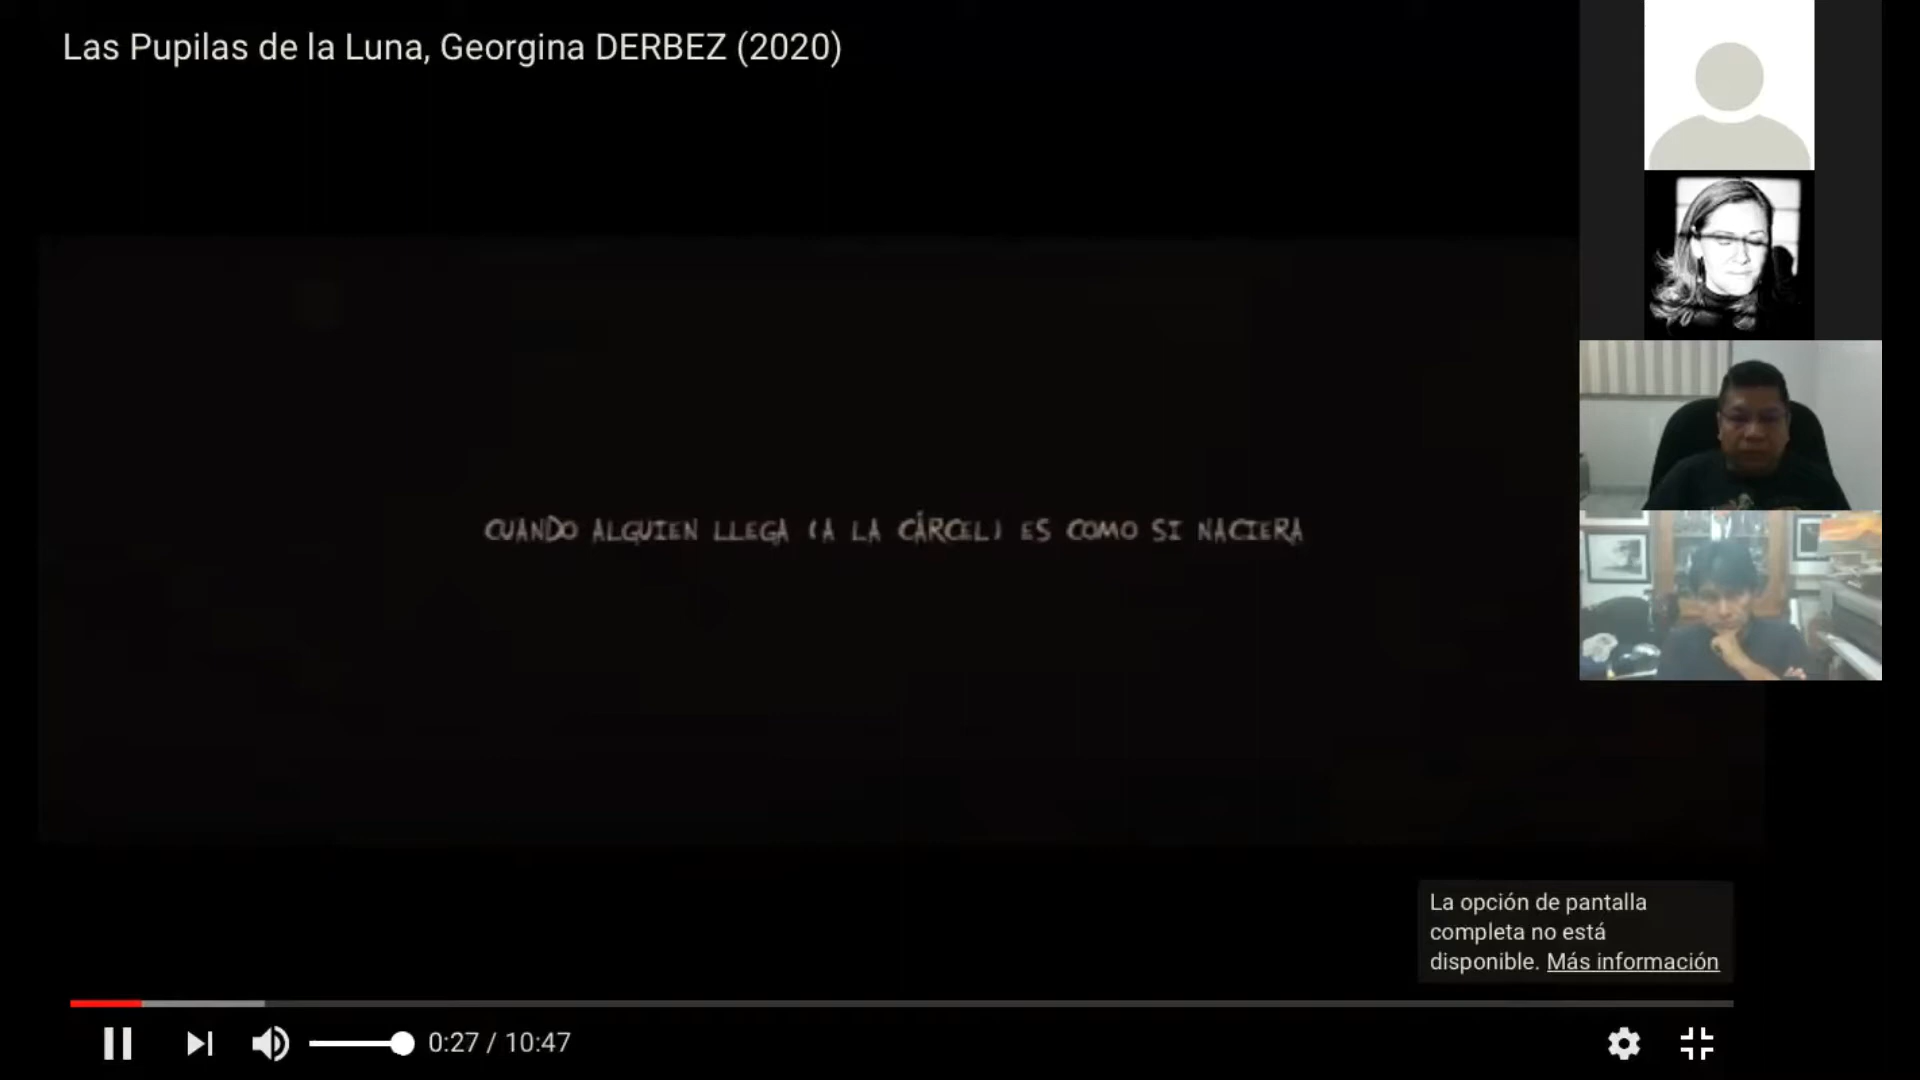 Las Pupilas de la Luna, Georgina DERBEZ (2020)
CUANDO ALGUIEN LLEGA (A LA CÁRCEL) ES COMO SI NACIERA
La opción de pantalla
completa no está
disponible. Más información
0:27 / 10:47